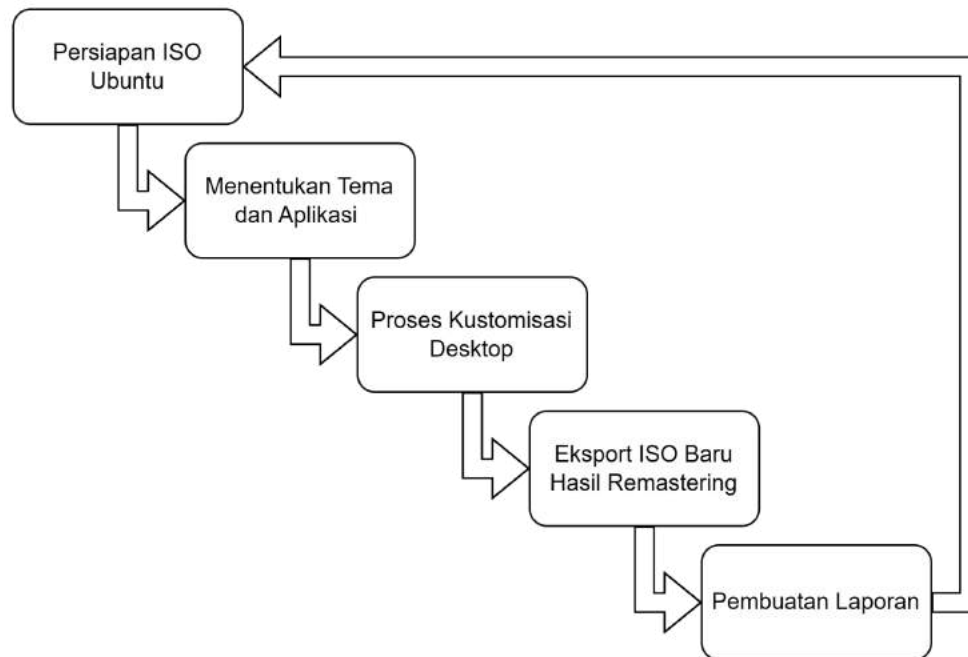 Persiapan ISO
Ubuntu
Menentukan Tema
dan Aplikasi
Proses Kustomisasi
Desktop
Eksport ISO Baru
Hasil Remastering
Pembuatan Laporan